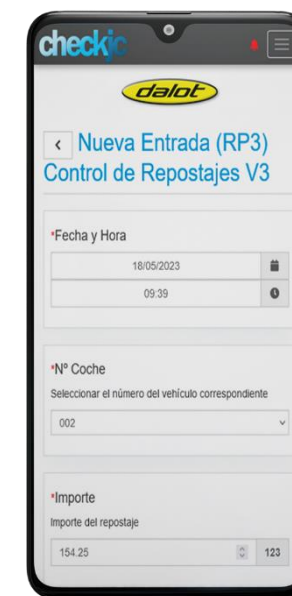 checkjc
dalot
Nueva Entrada (RP3)
Control de Repostajes V3
*Fecha y Hora
18/05/2023
09:39
*Nº Coche
Seleccionar el número del vehículo correspondiente
002
*Importe
Importe del repostaje
154.25
123